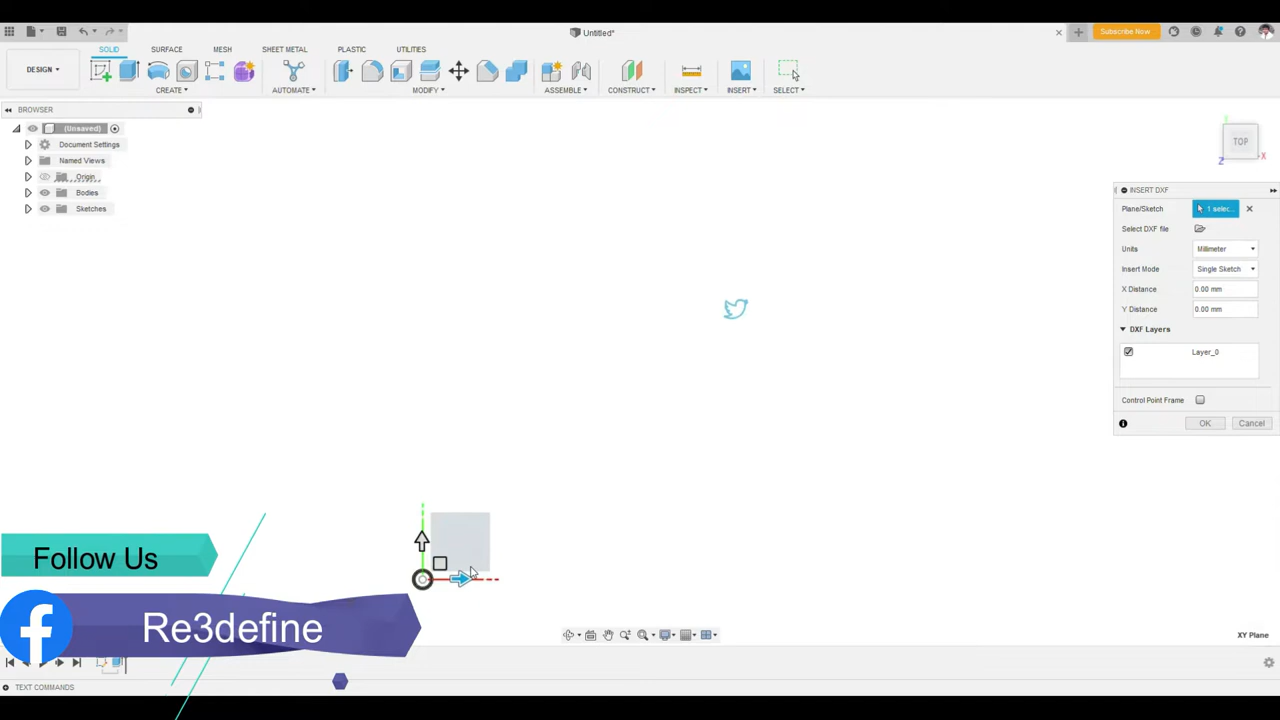 Untitled*
Subscribe Now
SOLID
SURFACE
MESH
SHEET METAL
PLASTIC
UTILITIES
DESIGN
CREATE
AUTOMATE
MODIFY
ASSEMBLE
CONSTRUCT
INSPECT
INSERT
SELECT
BROWSER
(Unsaved)
Document Settings
Named Views
Origin
Bodies
Sketches
TOP
X
Z
INSERT DXF
Plane/Sketch
1 selec...
Select DXF file
Units
Millimeter
Insert Mode
Single Sketch
X Distance
0.00 mm
Y Distance
0.00 mm
DXF Layers
Layer_0
Control Point Frame
OK
Cancel
Follow Us
Re3define
XY Plane
TEXT COMMANDS